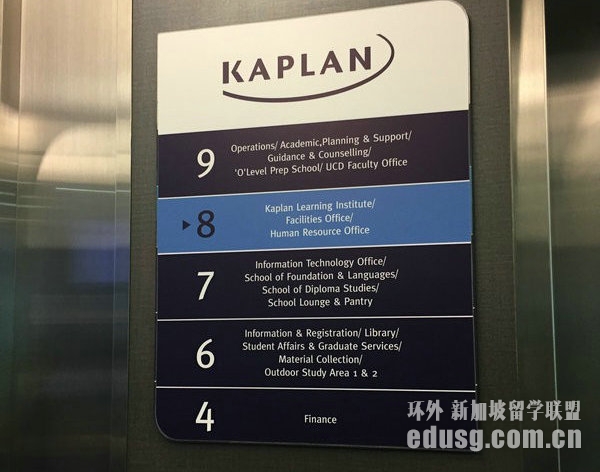 KAPLAN
9
Operations/ Academic,Planning & Support/
Guidance & Counselling/
'O'Level Prep School/ UCD Faculty Office
8
Kaplan Learning Institute/
Facilities Office/
Human Resource Office
7
Information Technology Office/
School of Foundation & Languages/
School of Diploma Studies/
School Lounge & Pantry
6
Information & Registration/ Library/
Student Affairs & Graduate Services/
Material Collection/
Outdoor Study Area 1 & 2
4
Finance
环外 新加坡留学联盟
edusg.com.cn